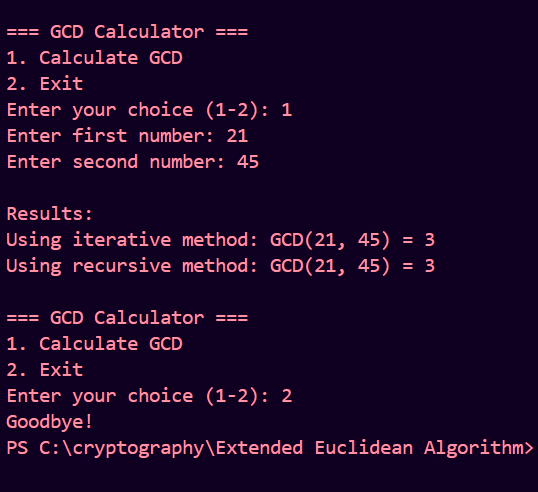 === GCD Calculator ===
1. Calculate GCD
2. Exit
Enter your choice (1-2): 1
Enter first number: 21
Enter second number: 45
Results:
Using iterative method: GCD(21, 45) = 3
Using recursive method: GCD(21, 45) = 3
=== GCD Calculator ===
1. Calculate GCD
2. Exit
Enter your choice (1-2): 2
Goodbye!
PS C:\cryptography\Extended Euclidean Algorithm>